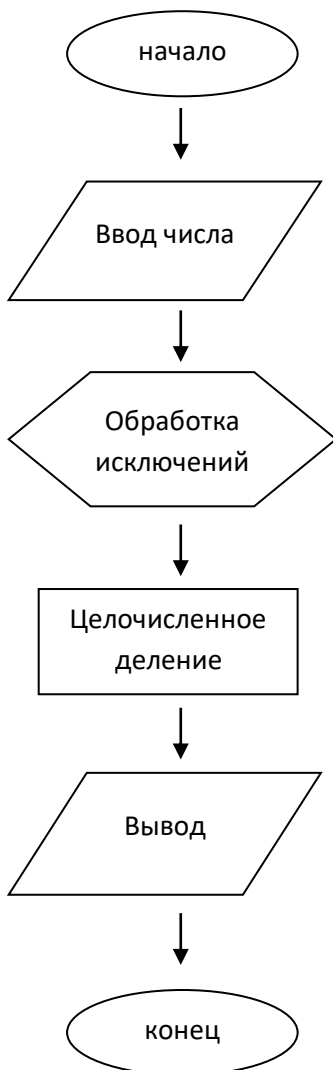 начало
Ввод числа
Обработка
исключений
Целочисленное
деление
Вывод
конец